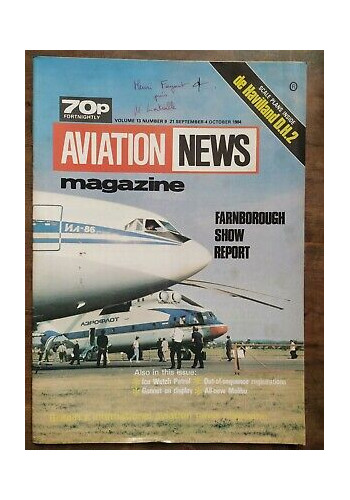 70p
FORTNIGHTLY
VOLUME 13 NUMBER 9 21 SEPTEMBER-4 OCTOBER 1984
SCALE PLANS INSIDE
de Havilland D.H.2
AVIATION NEWS
magazine
FARNBOROUGH
SHOW
REPORT
ИЛ-86
АЭРОФЛОТ
Also in this issue:
Ice Watch Patrol
Out-of-sequence registrations
Gannet on display
All-new Malibu